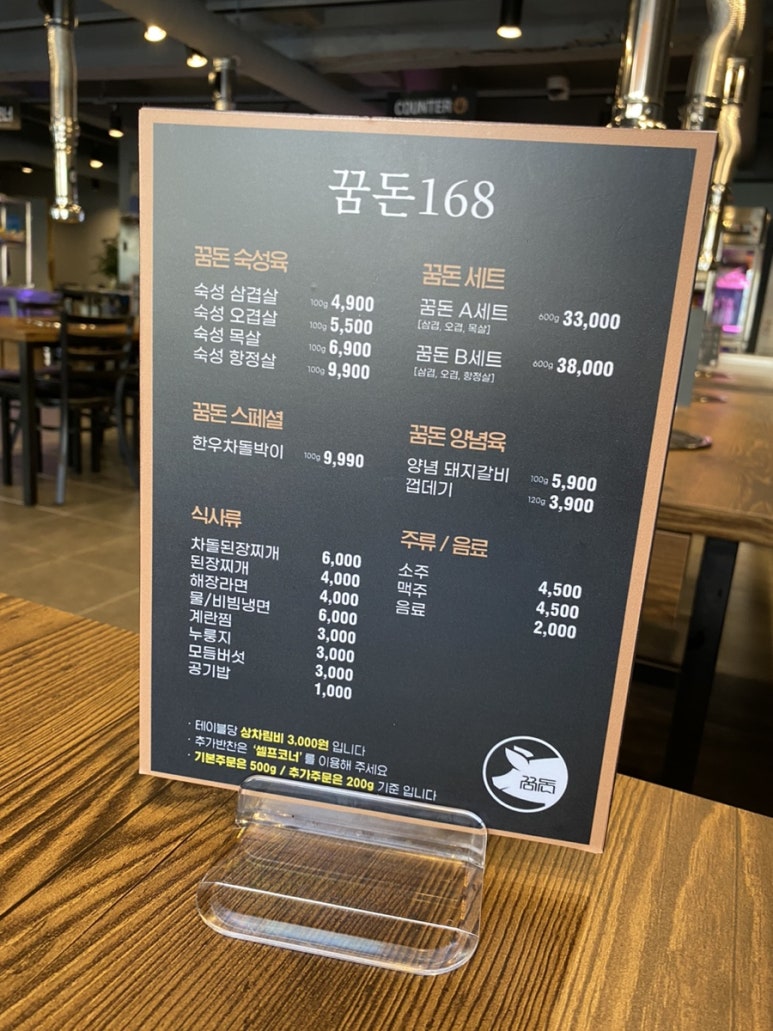 COUNTER
꿈돈168
꿈돈 숙성육
숙성 삼겹살 100g 4,900
숙성 오겹살 100g 5,500
숙성 목살 100g 6,900
숙성 항정살 100g 9,900
꿈돈 스페셜
한우차돌박이 100g 9,990
식사류
차돌된장찌개 6,000
된장찌개 4,000
해장라면 4,000
물/비빔냉면 6,000
계란찜 3,000
누룽지 3,000
모듬버섯 3,000
공기밥 1,000
꿈돈 세트
꿈돈 A세트 600g 33,000
[삼겹, 오겹, 목살]
꿈돈 B세트 600g 38,000
[삼겹, 오겹, 항정살]
꿈돈 양념육
양념 돼지갈비 100g 5,900
껍데기 120g 3,900
주류 / 음료
소주 4,500
맥주 4,500
음료 2,000
· 테이블당 상차림비 3,000원 입니다
· 추가반찬은 '셀프코너'를 이용해 주세요
· 기본주문은 500g / 추가주문은 200g 기준 입니다
꿈돈